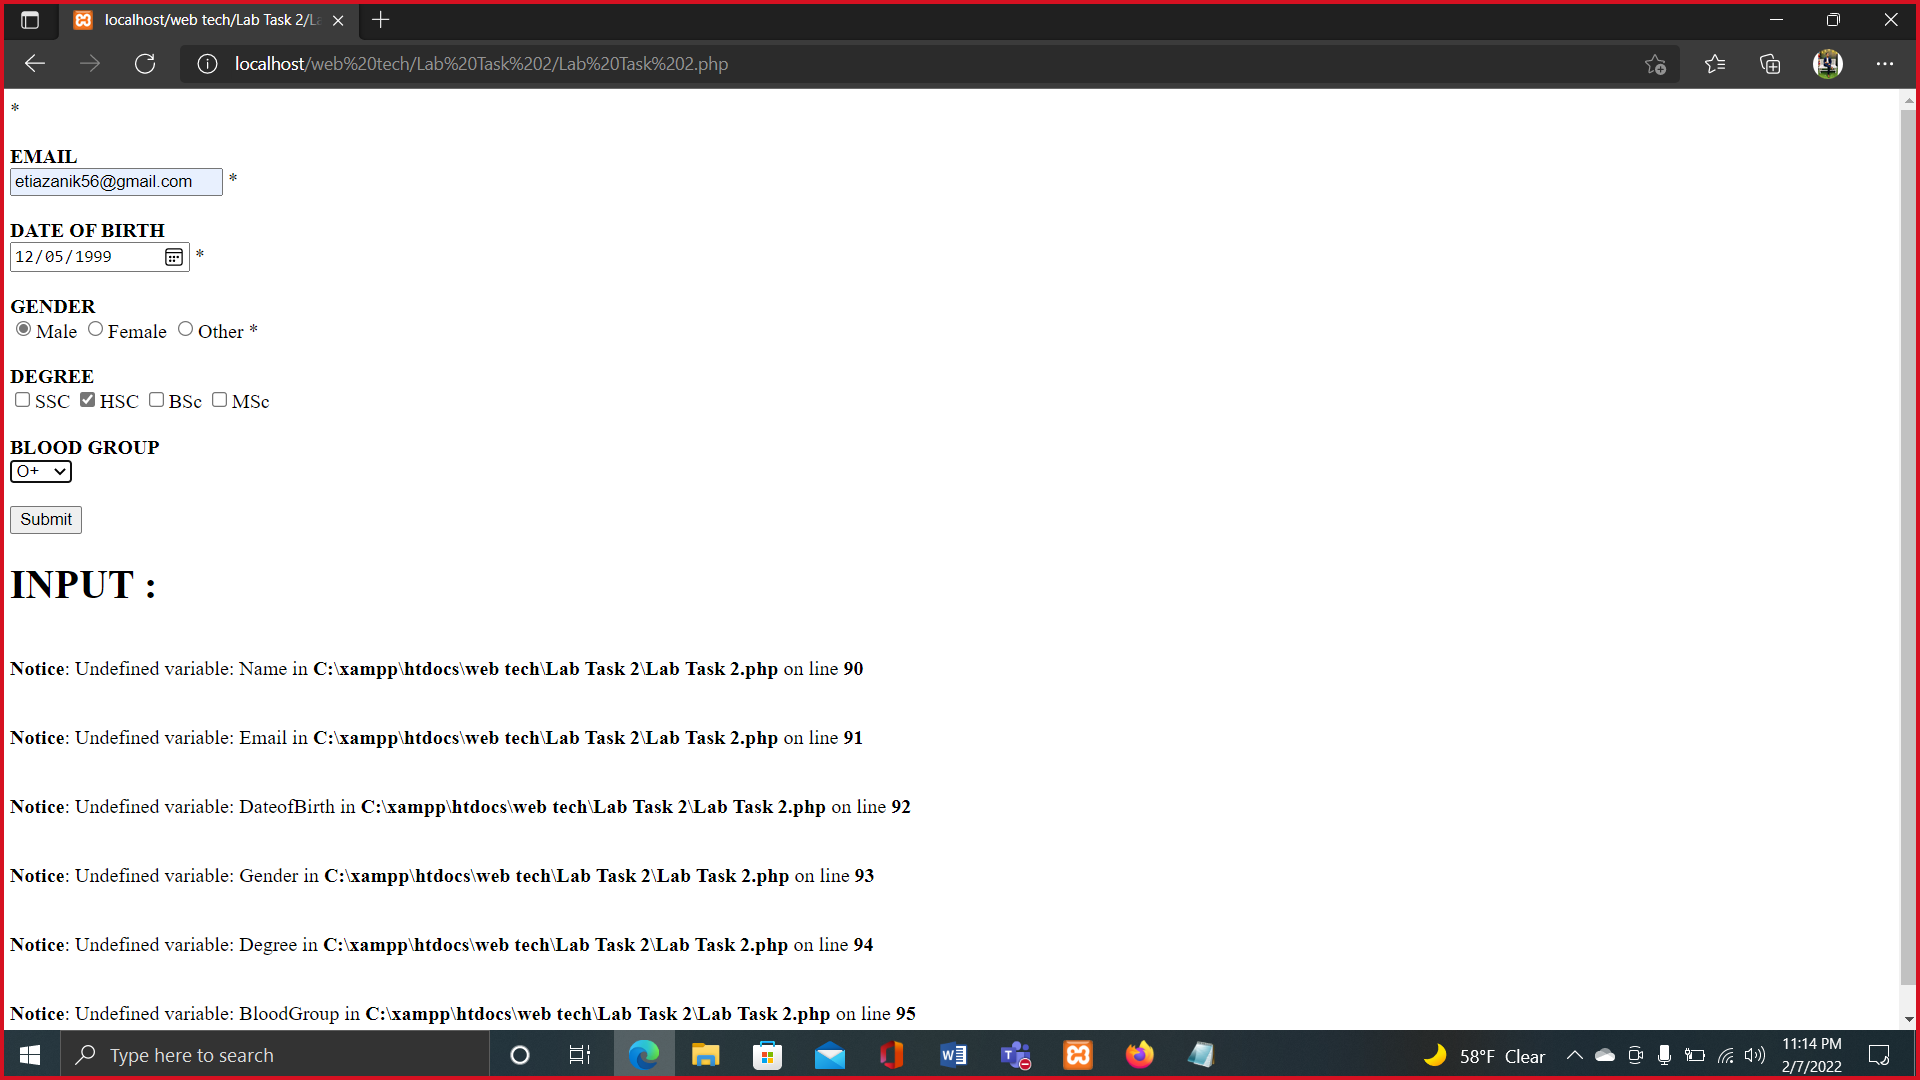 localhost/web tech/Lab Task 2/La
localhost/web%20tech/Lab%20Task%202/Lab%20Task%202.php
*
EMAIL
etiazanik56@gmail.com *
DATE OF BIRTH
12/05/1999 *
GENDER
Male Female Other *
DEGREE
SSC HSC BSc MSc
BLOOD GROUP
O+
Submit
INPUT :
Notice: Undefined variable: Name in C:\xampp\htdocs\web tech\Lab Task 2\Lab Task 2.php on line 90
Notice: Undefined variable: Email in C:\xampp\htdocs\web tech\Lab Task 2\Lab Task 2.php on line 91
Notice: Undefined variable: DateofBirth in C:\xampp\htdocs\web tech\Lab Task 2\Lab Task 2.php on line 92
Notice: Undefined variable: Gender in C:\xampp\htdocs\web tech\Lab Task 2\Lab Task 2.php on line 93
Notice: Undefined variable: Degree in C:\xampp\htdocs\web tech\Lab Task 2\Lab Task 2.php on line 94
Notice: Undefined variable: BloodGroup in C:\xampp\htdocs\web tech\Lab Task 2\Lab Task 2.php on line 95
Type here to search
58°F Clear
11:14 PM
2/7/2022